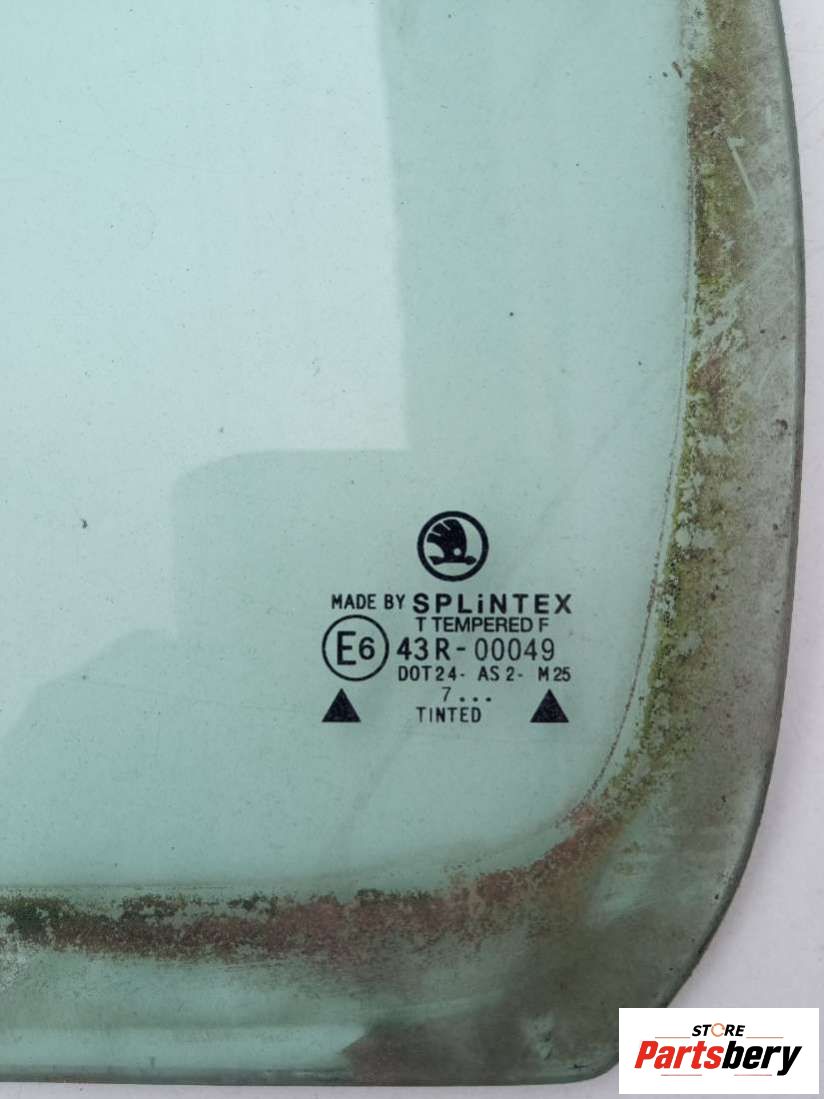 MADE BY SPLiNTEX
T TEMPERED F
E6 43R-00049
DOT24- AS2- M25
7...
TINTED
STORE
Partsbery